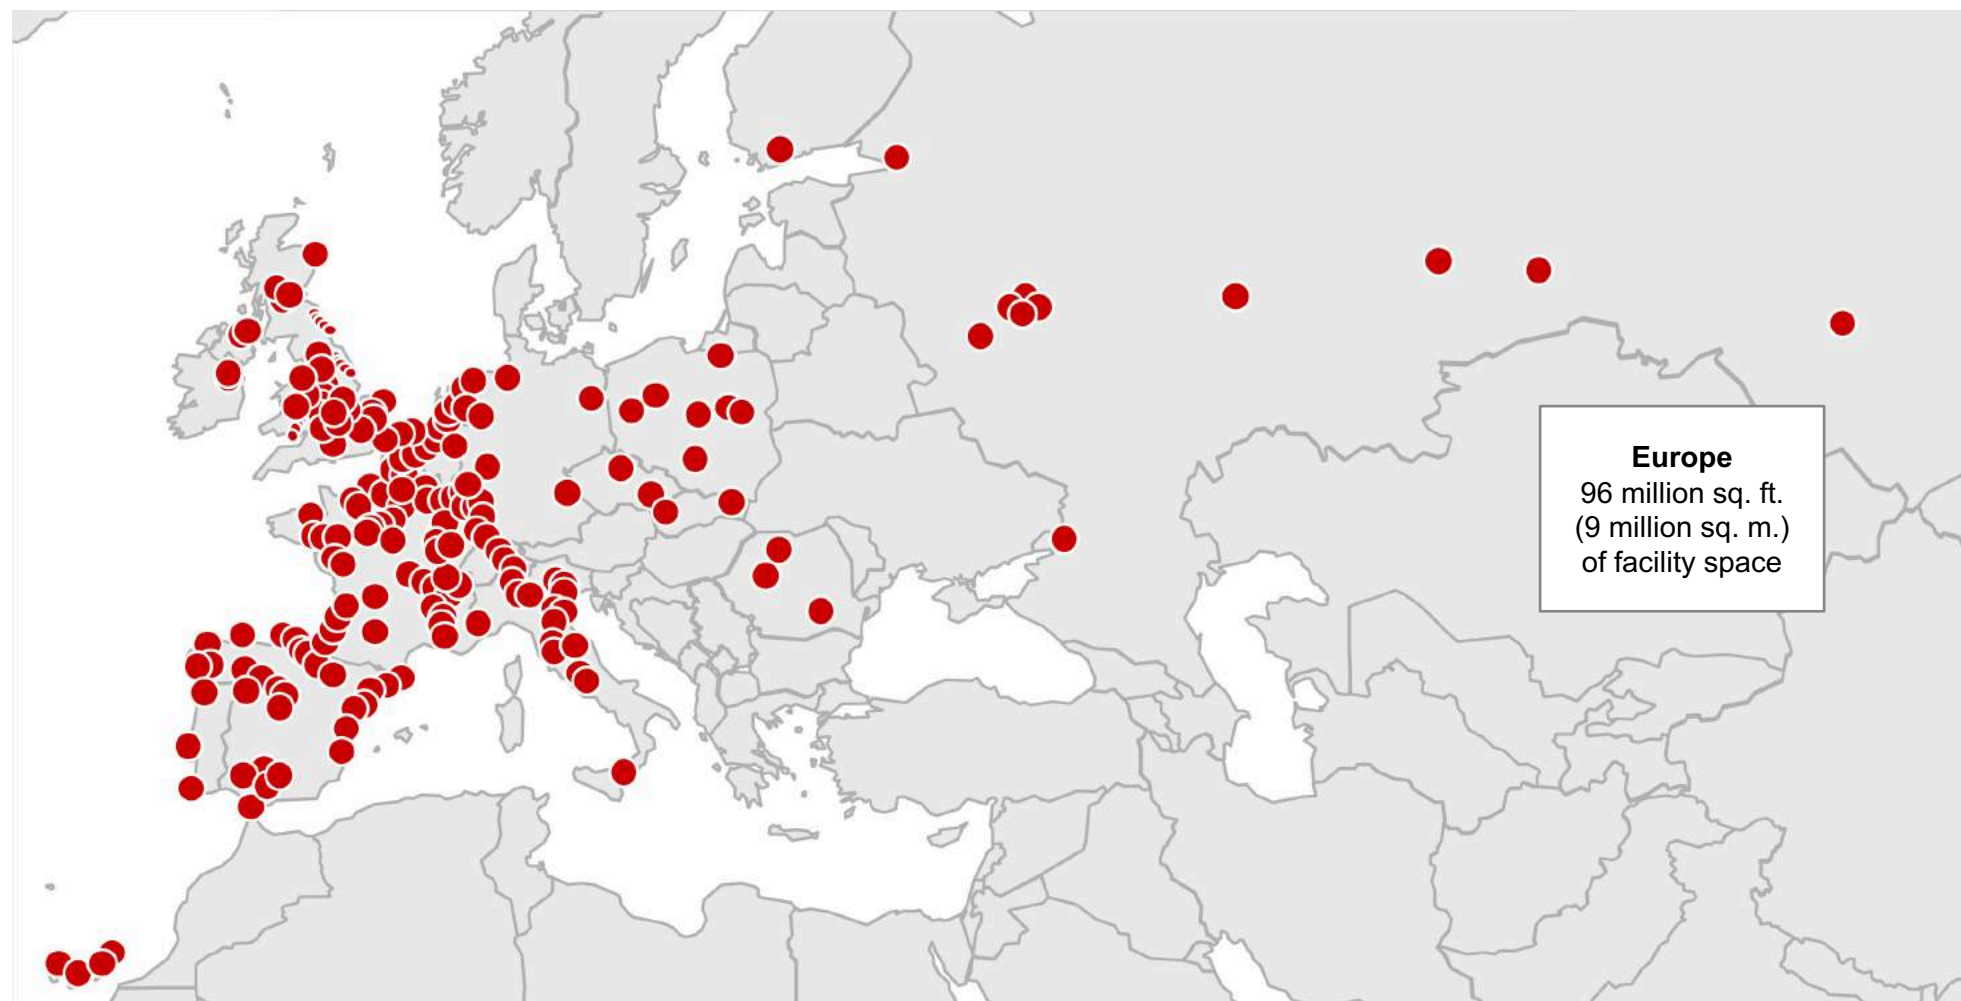 Europe
96 million sq. ft.
(9 million sq. m.)
of facility space